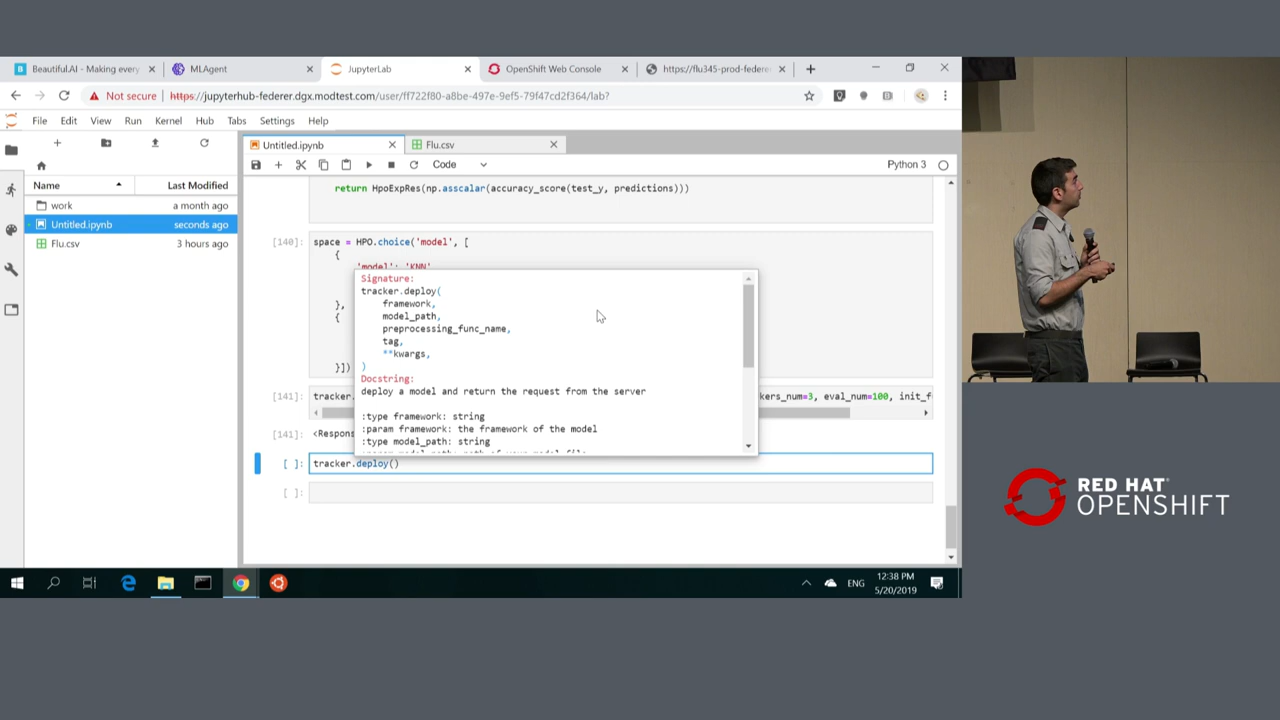 Beautiful.AI - Making every
MLAgent
JupyterLab
OpenShift Web Console
https://flu345-prod-federe
Not secure
https://jupyterhub-federer.dgx.modtest.com/user/ff722f80-a8be-497e-9ef5-79f47cd2f364/lab?
File Edit View Run Kernel Hub Tabs Settings Help
Untitled.ipynb
Flu.csv
Code
Python 3
Name
Last Modified
work
a month ago
Untitled.ipynb
seconds ago
Flu.csv
3 hours ago
return HpoExpRes(np.asscalar(accuracy_score(test_y, predictions)))
[140]:
space = HPO.choice('model', [
{
'model': 'KNN'
},
{
}])
Signature:
tracker.deploy(
framework,
model_path,
preprocessing_func_name,
tag,
**kwargs,
)
Docstring:
deploy a model and return the request from the server
:type framework: string
:param framework: the framework of the model
:type model_path: string
[141]:
tracker.
kers_num=3, eval_num=100, init_f
[141]:
<Respons
[ ]:
tracker.deploy()
[ ]:
ENG
12:38 PM
5/20/2019
RED HAT®
OPENSHIFT